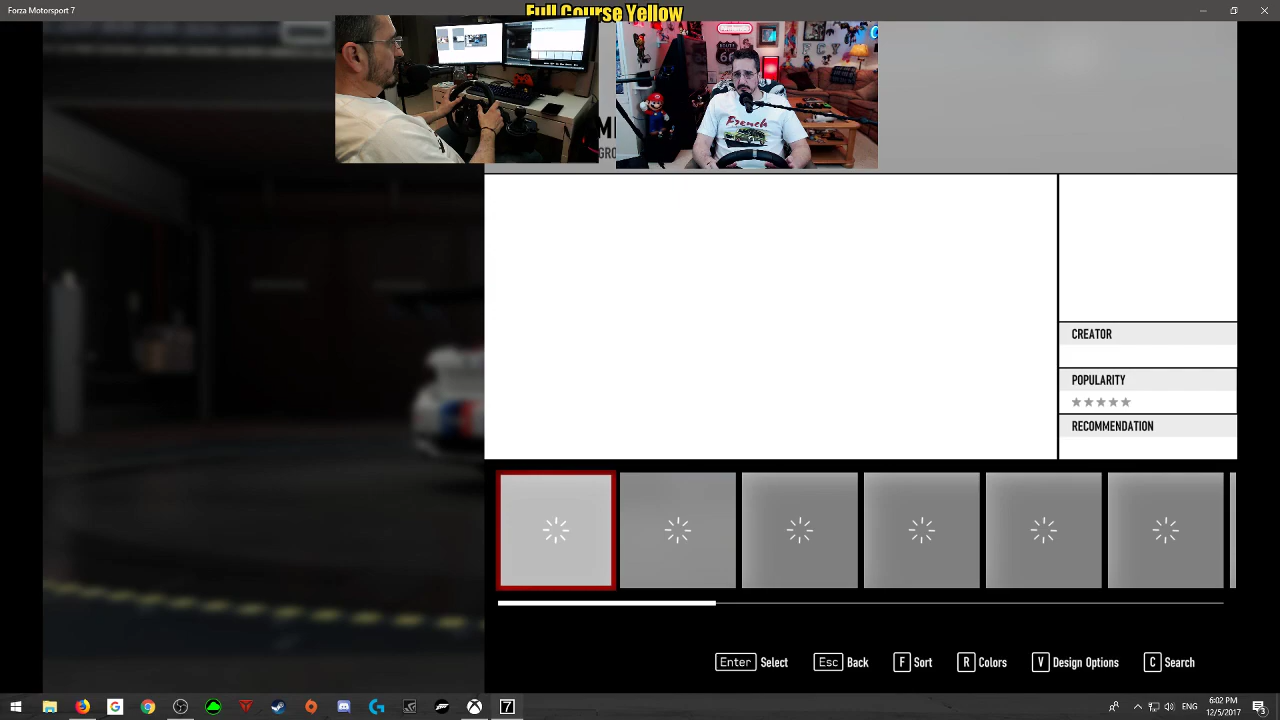 Forza Motorsport 7
Full Course Yellow
French
CREATOR
POPULARITY
RECOMMENDATION
Enter Select
Esc Back
F Sort
R Colors
V Design Options
C Search
ENG
6:02 PM
12/5/2017